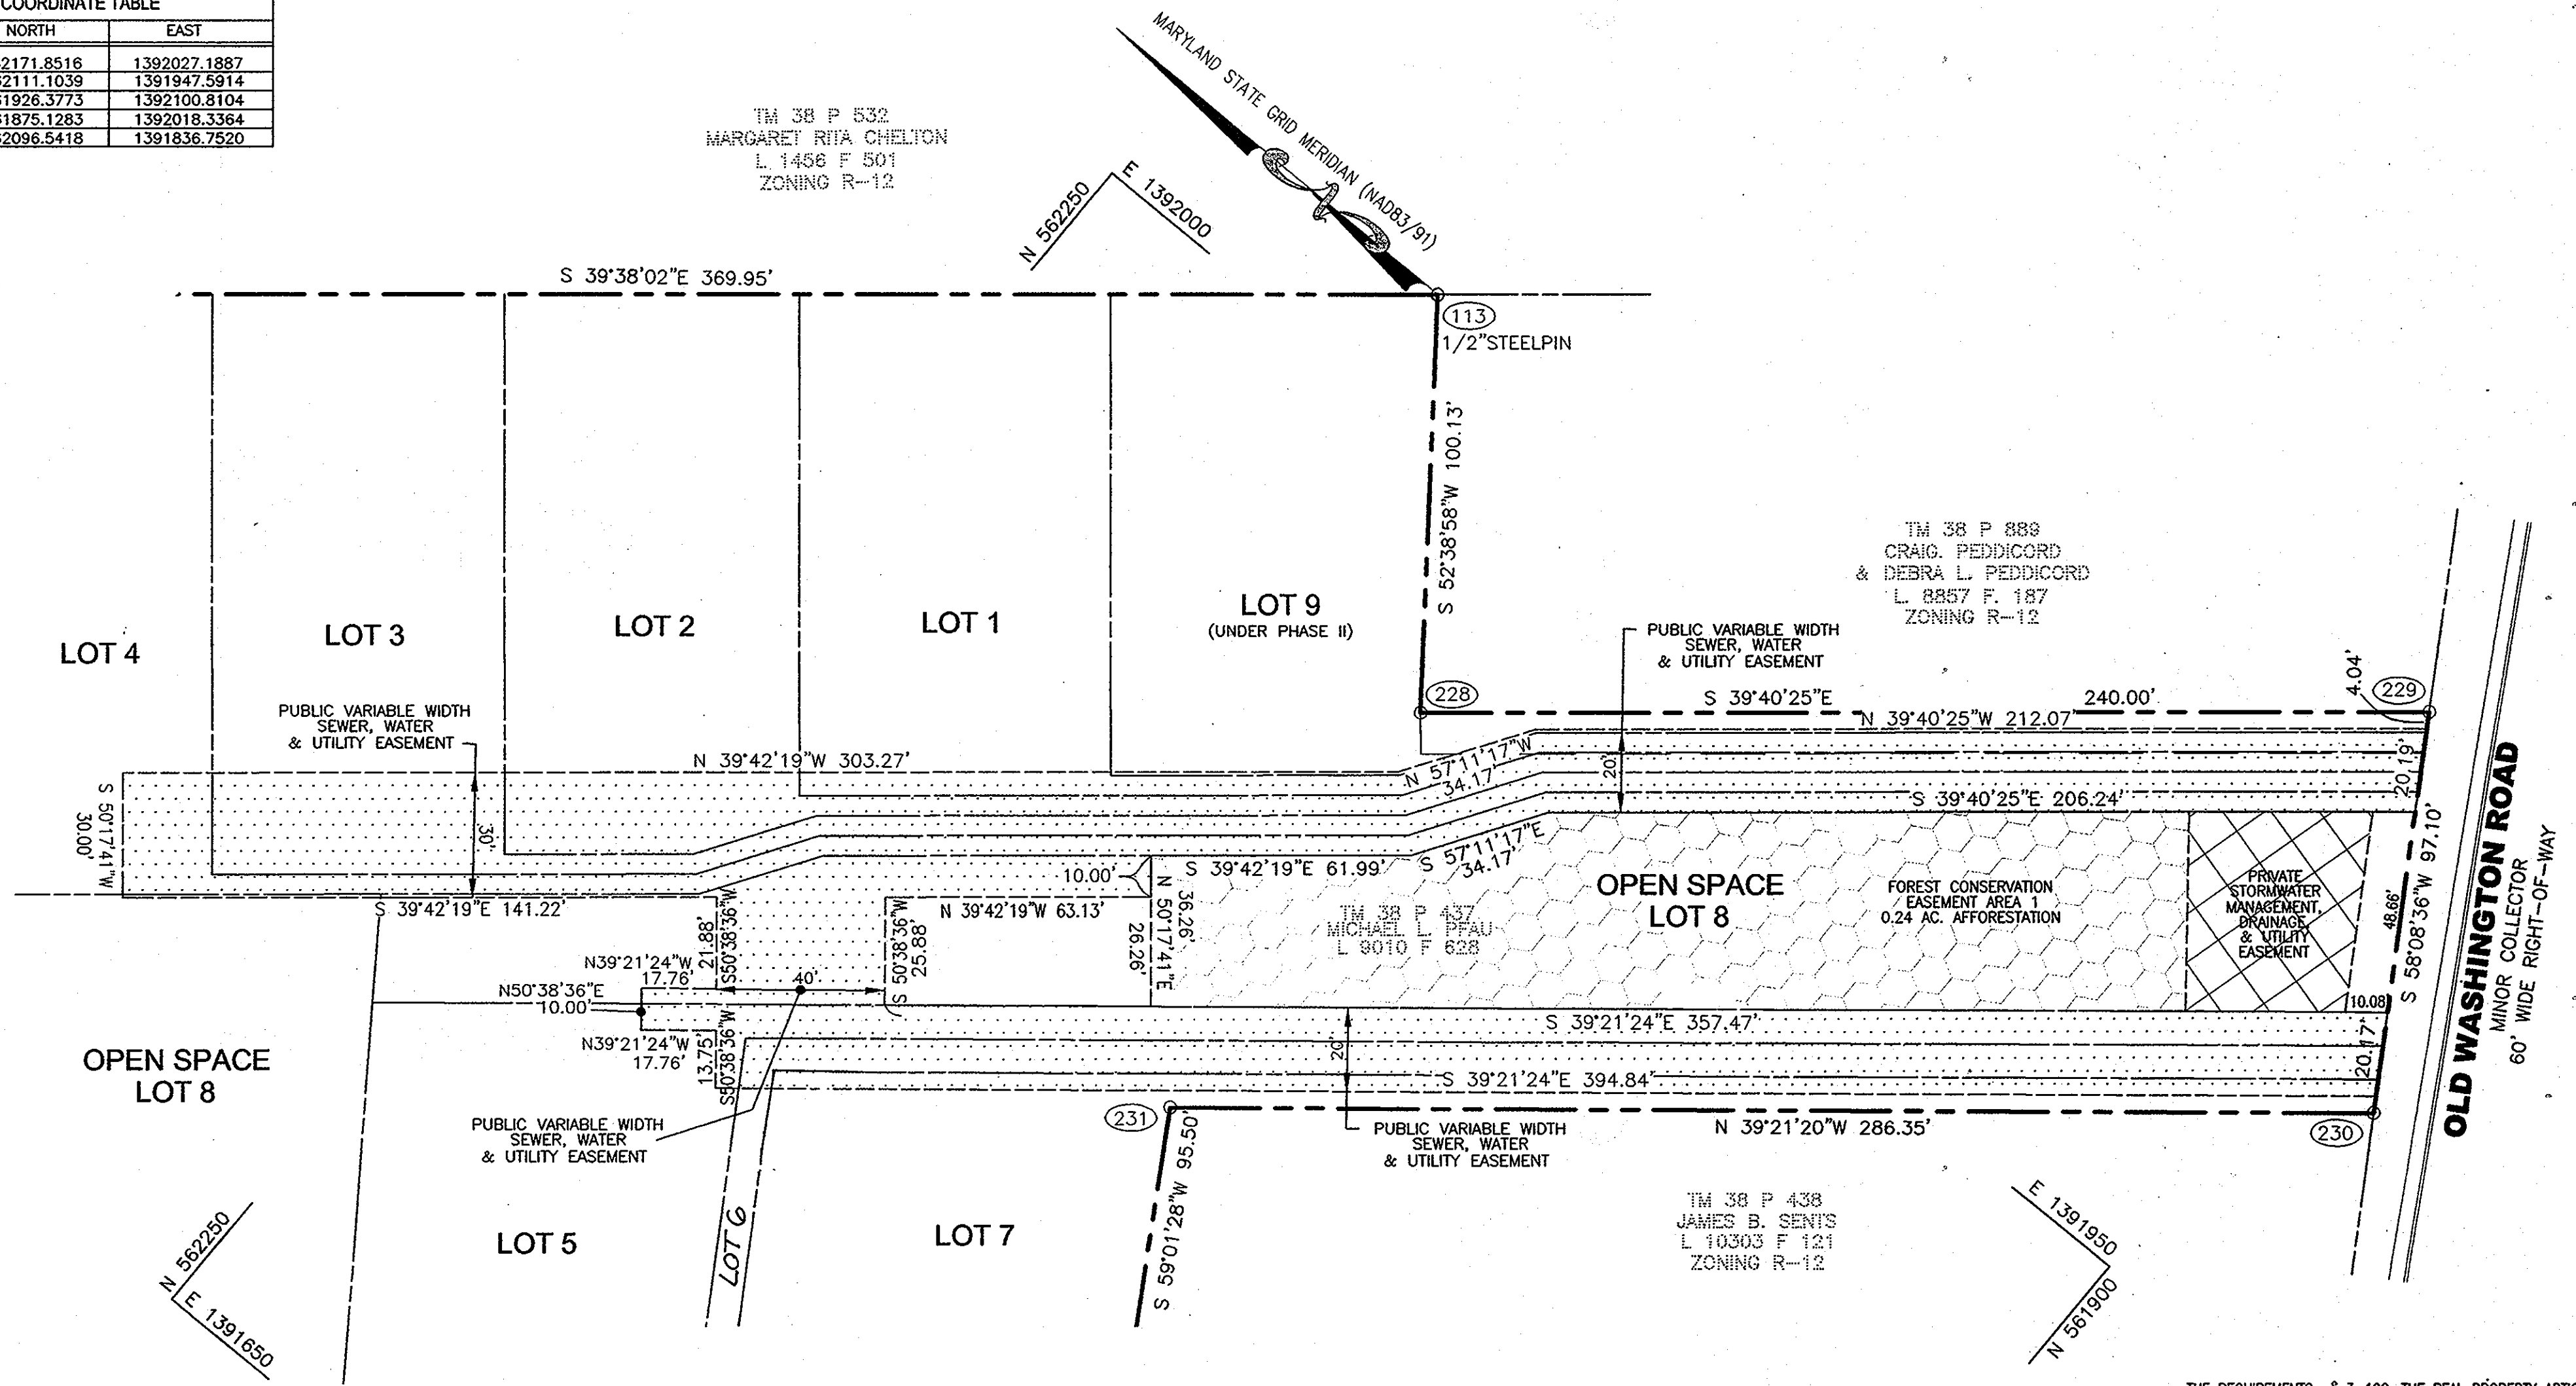 COORDINATE TABLE
NORTH EAST
2171.8516 1392027.1887
2111.1039 1391947.5914
1926.3773 1392100.8104
1875.1283 1392018.3364
2096.5418 1391836.7520
MARYLAND STATE GRID MERIDIAN (NAD83/91)
TM 38 P 532
MARGARET RITA CHELTON
L 1456 F 501
ZONING R-12
N 562250
E 1392000
S 39°38'02"E 369.95'
113
1/2"STEELPIN
S 52°38'58"W 100.13'
TM 38 P 889
CRAIG. PEDDICORD
& DEBRA L. PEDDICORD
L. 8857 F. 187
ZONING R-12
LOT 4
LOT 3
LOT 2
LOT 1
LOT 9
(UNDER PHASE II)
PUBLIC VARIABLE WIDTH
SEWER, WATER
& UTILITY EASEMENT
PUBLIC VARIABLE WIDTH
SEWER, WATER
& UTILITY EASEMENT
228
S 39°40'25"E 240.00'
4.04'
229
N 39°40'25"W 212.07'
N 39°42'19"W 303.27'
N 57°11'17"W
34.17'
20'
20.19'
S 39°40'25"E 206.24'
S 50°17'41"W
30.00'
30'
S 57°11'17"E
34.17'
S 39°42'19"E 61.99'
10.00'
S 39°42'19"E 141.22'
N 39°42'19"W 63.13'
S50°38'36"W
21.88'
S 50°38'36"W
25.88'
N 50°17'41"E
36.26'
26.26'
TM 38 P 437
MICHAEL L. PFAU
L 9010 F 628
OPEN SPACE
LOT 8
FOREST CONSERVATION
EASEMENT AREA 1
0.24 AC. AFFORESTATION
PRIVATE
STORMWATER
MANAGEMENT,
DRAINAGE
& UTILITY
EASEMENT
48.66'
S 58°08'36"W 97.10'
OLD WASHINGTON ROAD
MINOR COLLECTOR
60' WIDE RIGHT-OF-WAY
N39°21'24"W
17.76'
N50°38'36"E
10.00'
40'
10.08
S 39°21'24"E 357.47'
N39°21'24"W
17.76'
S50°38'36"W
13.75'
20'
20.17'
S 39°21'24"E 394.84'
OPEN SPACE
LOT 8
PUBLIC VARIABLE WIDTH
SEWER, WATER
& UTILITY EASEMENT
231
PUBLIC VARIABLE WIDTH
SEWER, WATER
& UTILITY EASEMENT
N 39°21'20"W 286.35'
230
S 59°01'28"W 95.50'
LOT 5
LOT 6
LOT 7
TM 38 P 438
JAMES B. SENTS
L 10303 F 121
ZONING R-12
N 562250
E 1391650
E 1391950
N 561900